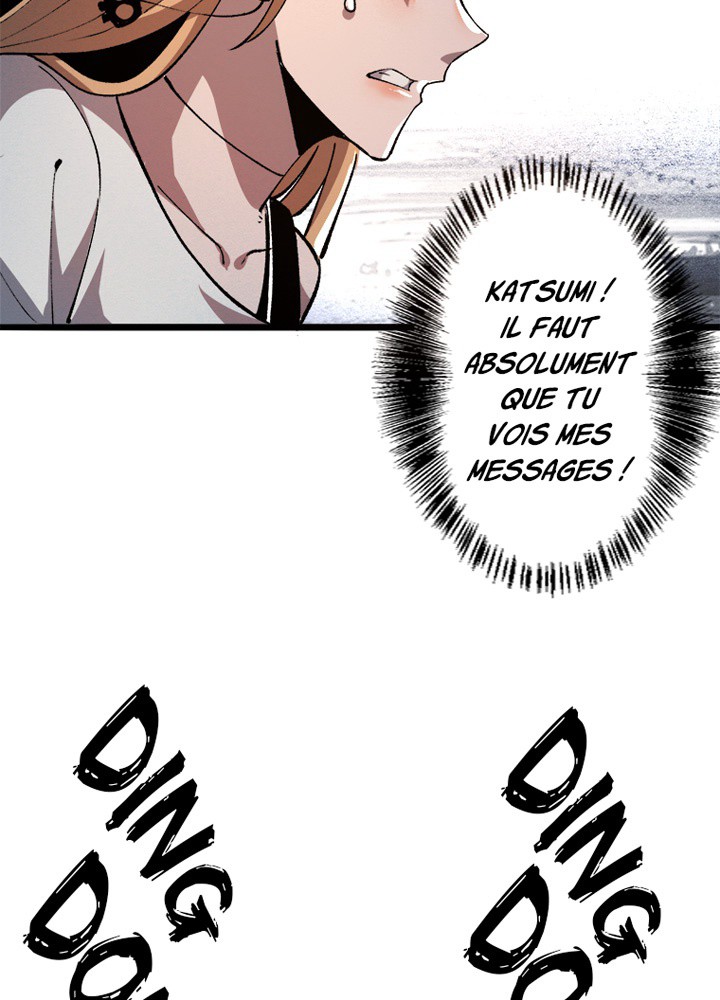 KATSUMI !
IL FAUT
ABSOLUMENT
QUE TU
VOIS MES
MESSAGES !
DING
DING